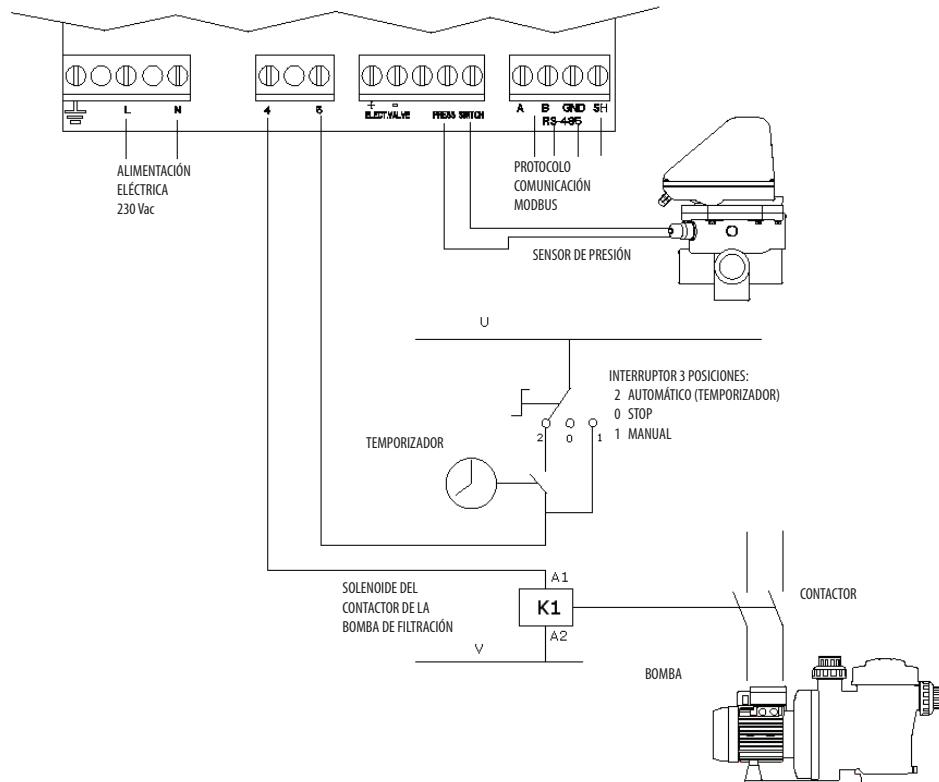 L N 4 5 + - ELECT.VALVE PRESS SWITCH A B GND SH
RS-485
ALIMENTACIÓN
ELÉCTRICA
230 Vac
PROTOCOLO
COMUNICACIÓN
MODBUS
SENSOR DE PRESIÓN
U
INTERRUPTOR 3 POSICIONES:
2 AUTOMÁTICO (TEMPORIZADOR)
0 STOP
1 MANUAL
2 0 1
TEMPORIZADOR
SOLENOIDE DEL
CONTACTOR DE LA
BOMBA DE FILTRACIÓN
A1
K1
A2
V
CONTACTOR
BOMBA